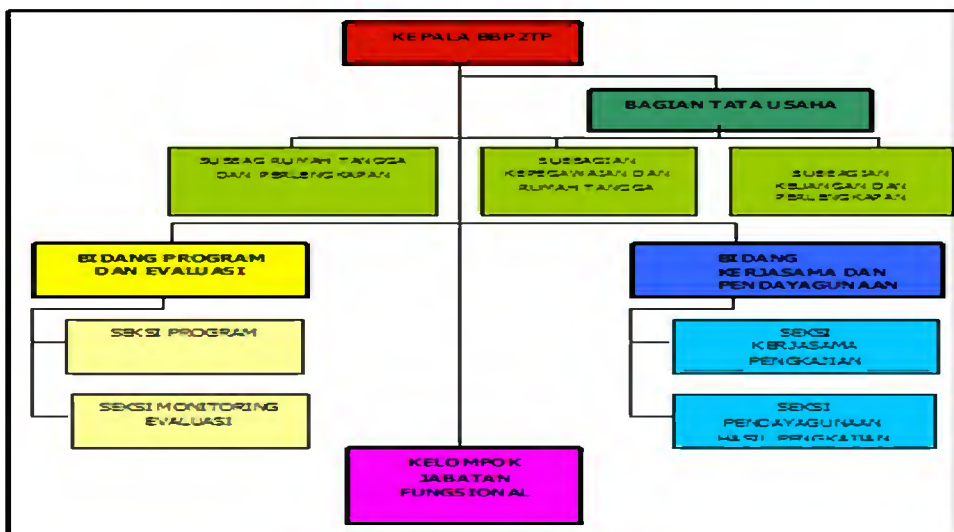 KEPALA BBP2TP
BAGIAN TATA USAHA
SUBBAG RUMAH TANGGA
DAN PERLENGKAPAN
SUBBAGIAN
KEPEGAWAIAN DAN
RUMAH TANGGA
SUBBAGIAN
KEUANGAN DAN
PERLENGKAPAN
BIDANG PROGRAM
DAN EVALUASI
BIDANG
KERJASAMA DAN
PENDAYAGUNAAN
SEKSI PROGRAM
SEKSI
KERJASAMA
PENGKAJIAN
SEKSI MONITORING
EVALUASI
SEKSI
PENDAYAGUNAAN
HASIL PENGKAJIAN
KELOMPOK
JABATAN
FUNGSIONAL